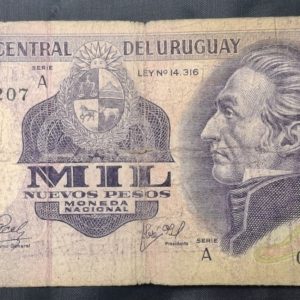 CENTRAL DEL URUGUAY
SERIE
A
LEY Nº 14.316
207
MIL
NUEVOS PESOS
MONEDA
NACIONAL
Presidente
SERIE
A